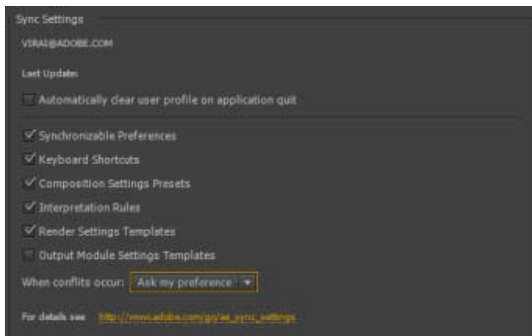 Sync Settings
VIRAI@ADOBE.COM
Last Update:
Automatically clear user profile on application quit
Synchronizable Preferences
Keyboard Shortcuts
Composition Settings Presets
Interpretation Rules
Render Settings Templates
Output Module Settings Templates
When conflits occur: Ask my preference
For details see http://www.adobe.com/go/ae_sync_settings